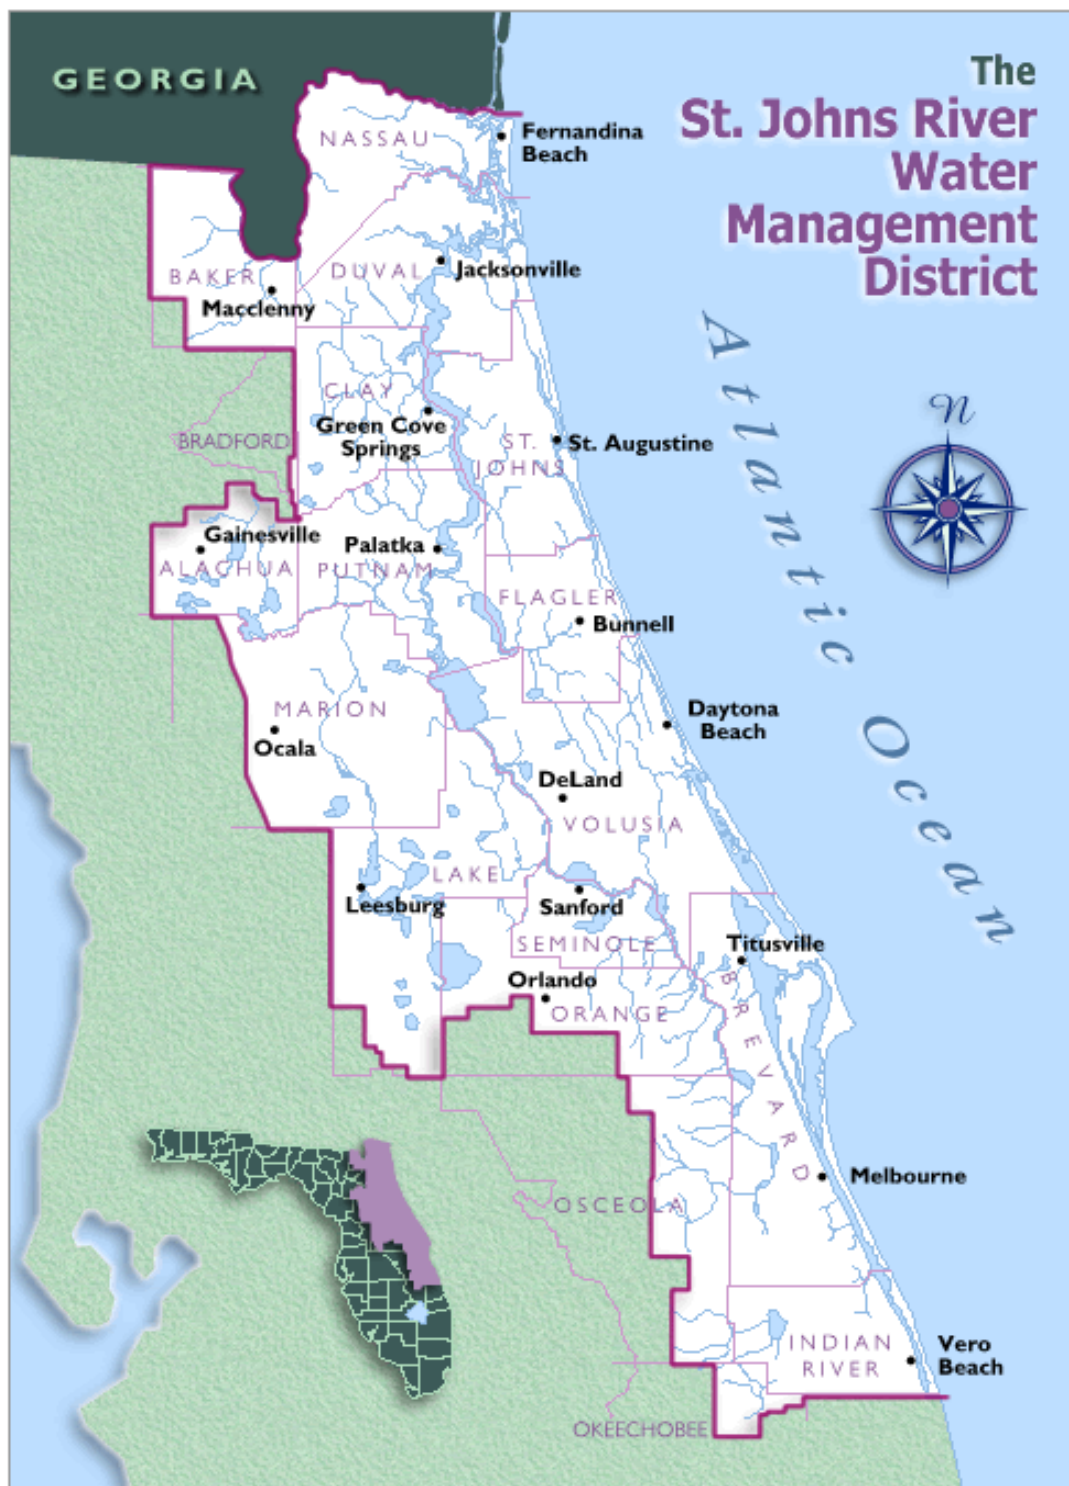 GEORGIA
The
St. Johns River
Water
Management
District
NASSAU
Fernandina
Beach
BAKER
Macclenny
DUVAL
Jacksonville
Atlantic Ocean
N
CLAY
Green Cove
Springs
BRADFORD
ST.
JOHNS
St. Augustine
Gainesville
ALACHUA
Palatka
PUTNAM
FLAGLER
Bunnell
MARION
Ocala
Daytona
Beach
DeLand
VOLUSIA
LAKE
Leesburg
Sanford
SEMINOLE
Titusville
Orlando
ORANGE
BREVARD
Melbourne
OSCEOLA
INDIAN
RIVER
Vero
Beach
OKEECHOBEE